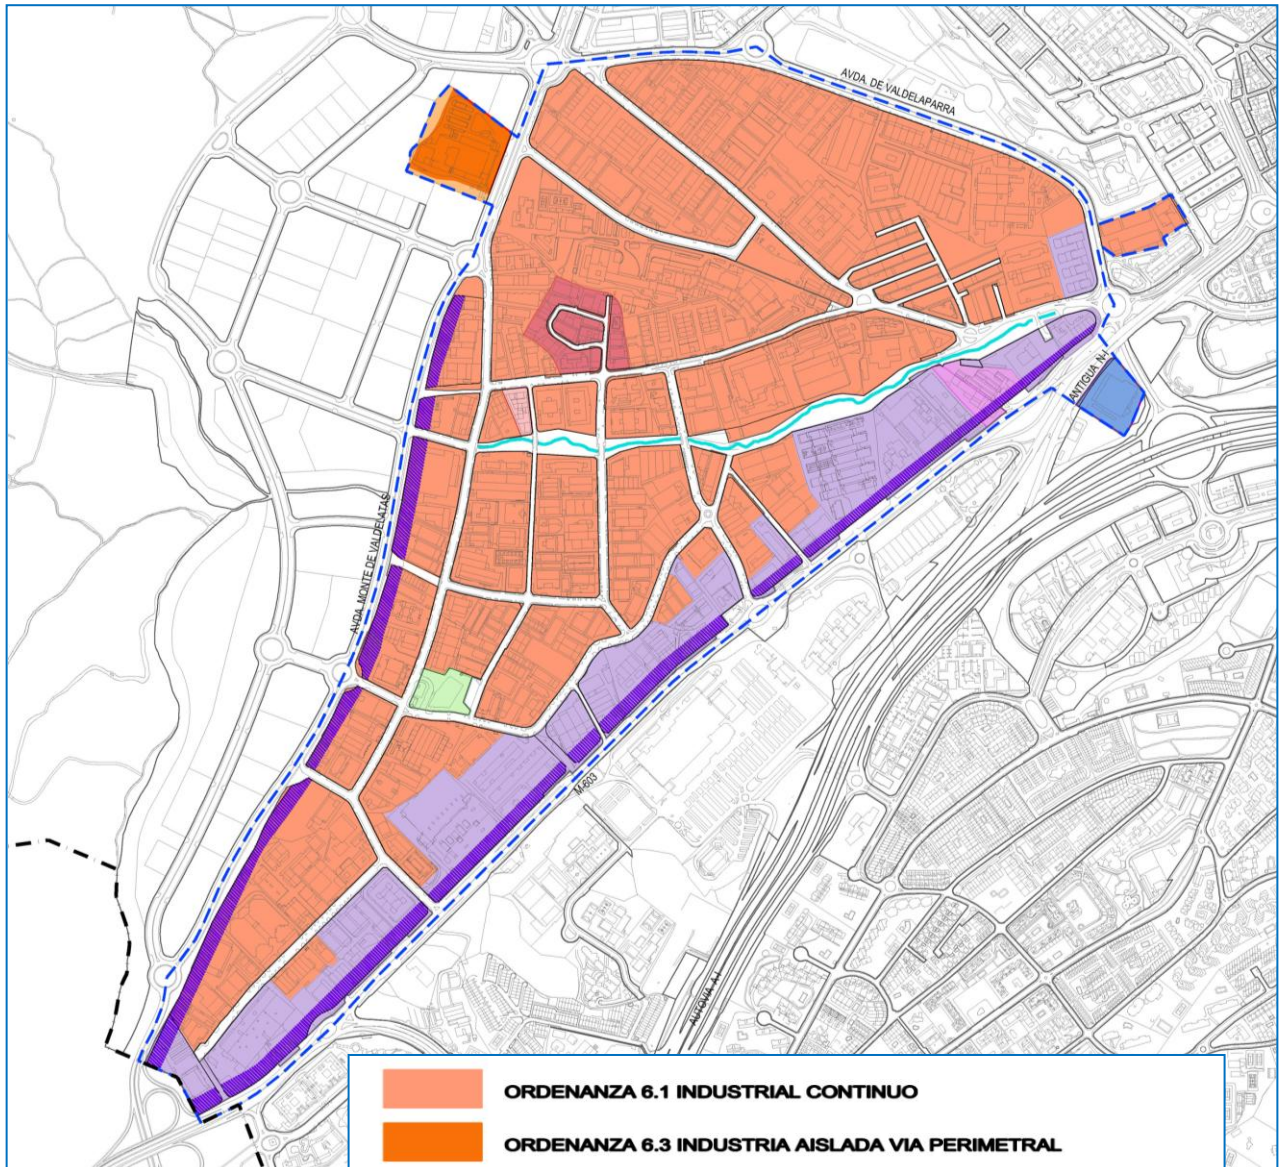 AVDA. DE VALDELAPARRA
ANTIGUA N-I
AVDA. MONTE DE VALDELATAS
M-603
AUTOVIA A-I
ORDENANZA 6.1 INDUSTRIAL CONTINUO
ORDENANZA 6.3 INDUSTRIA AISLADA VIA PERIMETRAL